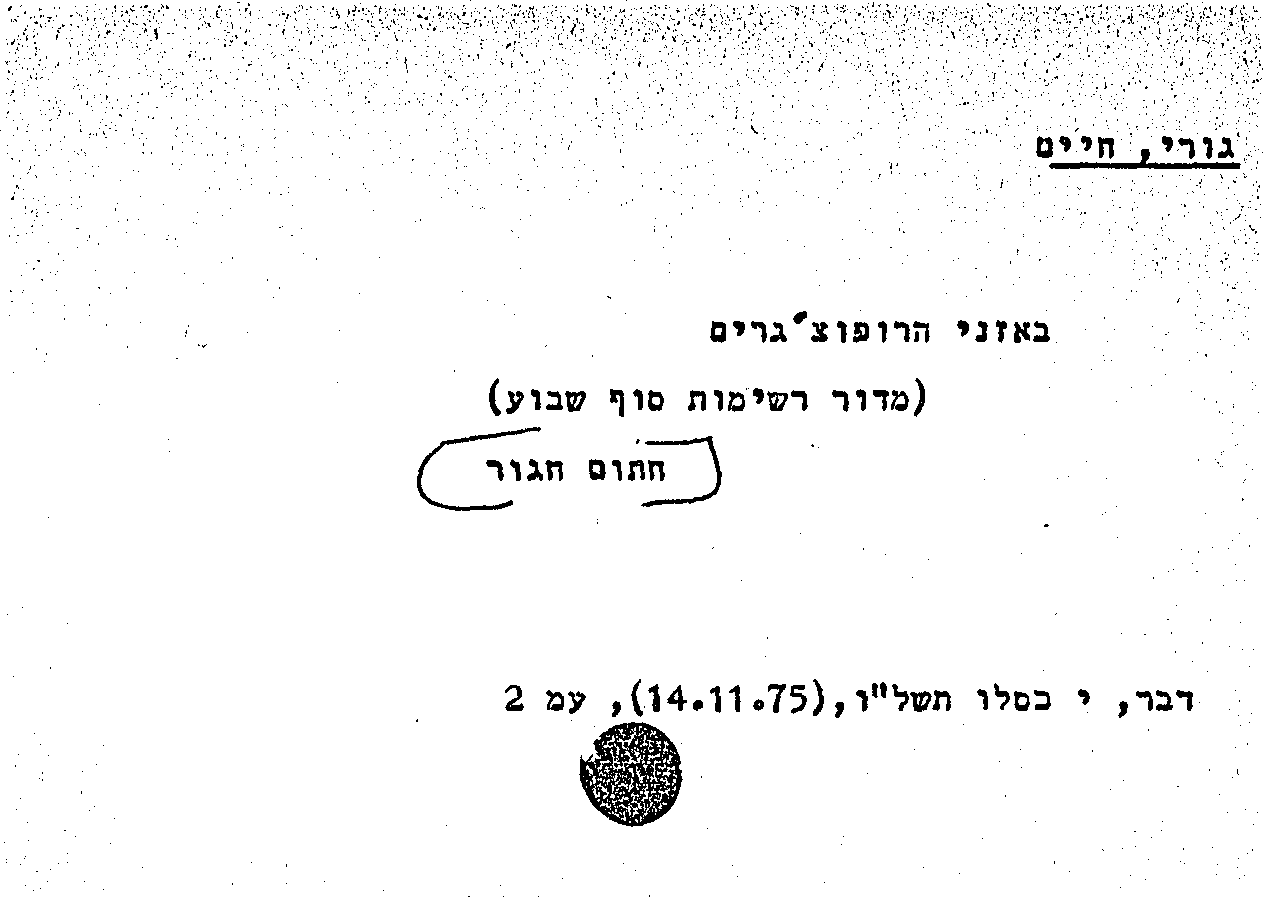 גורי, חיים
באזני הרופוצ'גרים
(מדור רשימות סוף שבוע)
חתום חגור
דבר, י כסלו תשל"ו,(14.11.75), עמ 2